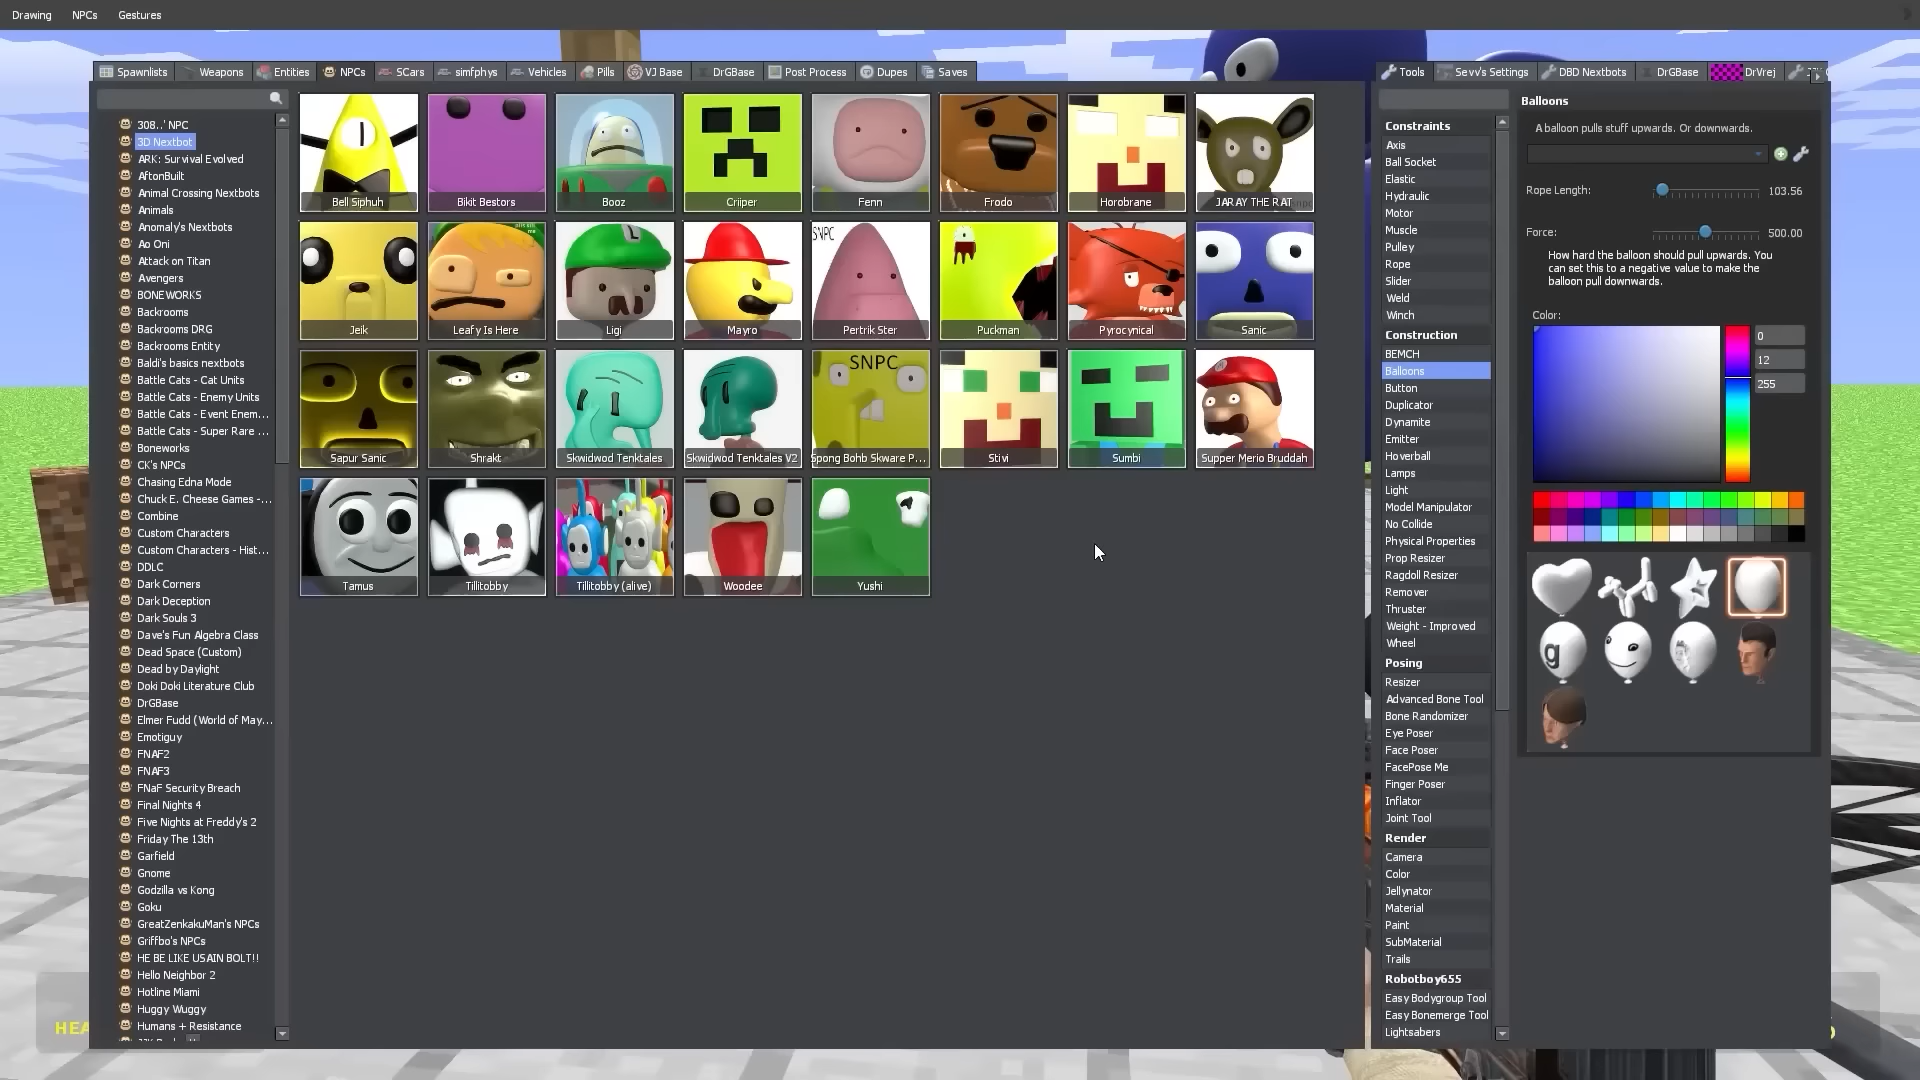 Drawing NPCs Gestures
Spawnlists Weapons Entities NPCs SCars simfphys Vehicles Pills VJ Base DrGBase Post Process Dupes Saves
Tools Sevv's Settings DBD Nextbots DrGBase DrVrej
308..' NPC
3D Nextbot
ARK: Survival Evolved
AftonBuilt
Animal Crossing Nextbots
Animals
Anomaly's Nextbots
Ao Oni
Attack on Titan
Avengers
BONEWORKS
Backrooms
Backrooms DRG
Backrooms Entity
Baldi's basics nextbots
Battle Cats - Cat Units
Battle Cats - Enemy Units
Battle Cats - Event Enem...
Battle Cats - Super Rare ...
Boneworks
CK's NPCs
Chasing Edna Mode
Chuck E. Cheese Games -...
Combine
Custom Characters
Custom Characters - Hist...
DDLC
Dark Corners
Dark Deception
Dark Souls 3
Dave's Fun Algebra Class
Dead Space (Custom)
Dead by Daylight
Doki Doki Literature Club
DrGBase
Elmer Fudd (World of May...
Emotiguy
FNAF2
FNAF3
FNaF Security Breach
Final Nights 4
Five Nights at Freddy's 2
Friday The 13th
Garfield
Gnome
Godzilla vs Kong
Goku
GreatZenkakuMan's NPCs
Griffbo's NPCs
HE BE LIKE USAIN BOLT!!
Hello Neighbor 2
Hotline Miami
Huggy Wuggy
Humans + Resistance
HEA
Bell Siphuh
Bikit Bestors
Booz
Criiper
Fenn
Frodo
Horobrane
JARAY THE RAT
Jeik
Leafy Is Here
L
Ligi
Mayro
SNPC
Pertrik Ster
Puckman
Pyrocynical
Sanic
Sapur Sanic
Shrakt
Skwidwod Tenktales
Skwidwod Tenktales V2
SNPC
Spong Bohb Skware P...
Stivi
Sumbi
Supper Merio Bruddah
Tamus
Tillitobby
Tillitobby (alive)
Woodee
Yushi
Constraints
Axis
Ball Socket
Elastic
Hydraulic
Motor
Muscle
Pulley
Rope
Slider
Weld
Winch
Construction
BEMCH
Balloons
Button
Duplicator
Dynamite
Emitter
Hoverball
Lamps
Light
Model Manipulator
No Collide
Physical Properties
Prop Resizer
Ragdoll Resizer
Remover
Thruster
Weight - Improved
Wheel
Posing
Resizer
Advanced Bone Tool
Bone Randomizer
Eye Poser
Face Poser
FacePose Me
Finger Poser
Inflator
Joint Tool
Render
Camera
Color
Jellynator
Material
Paint
SubMaterial
Trails
Robotboy655
Easy Bodygroup Tool
Easy Bonemerge Tool
Lightsabers
Balloons
A balloon pulls stuff upwards. Or downwards.
Rope Length: 103.56
Force: 500.00
How hard the balloon should pull upwards. You
can set this to a negative value to make the
balloon pull downwards.
Color:
0
12
255
g